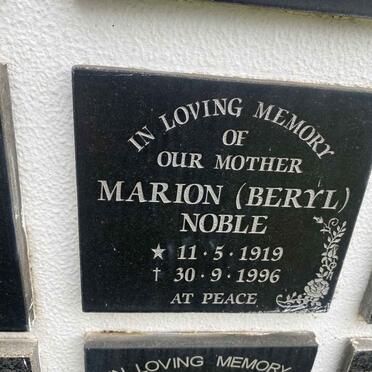 IN LOVING MEMORY
OF
OUR MOTHER
MARION (BERYL)
NOBLE
★ 11·5·1919
† 30·9·1996
AT PEACE
IN LOVING MEMORY